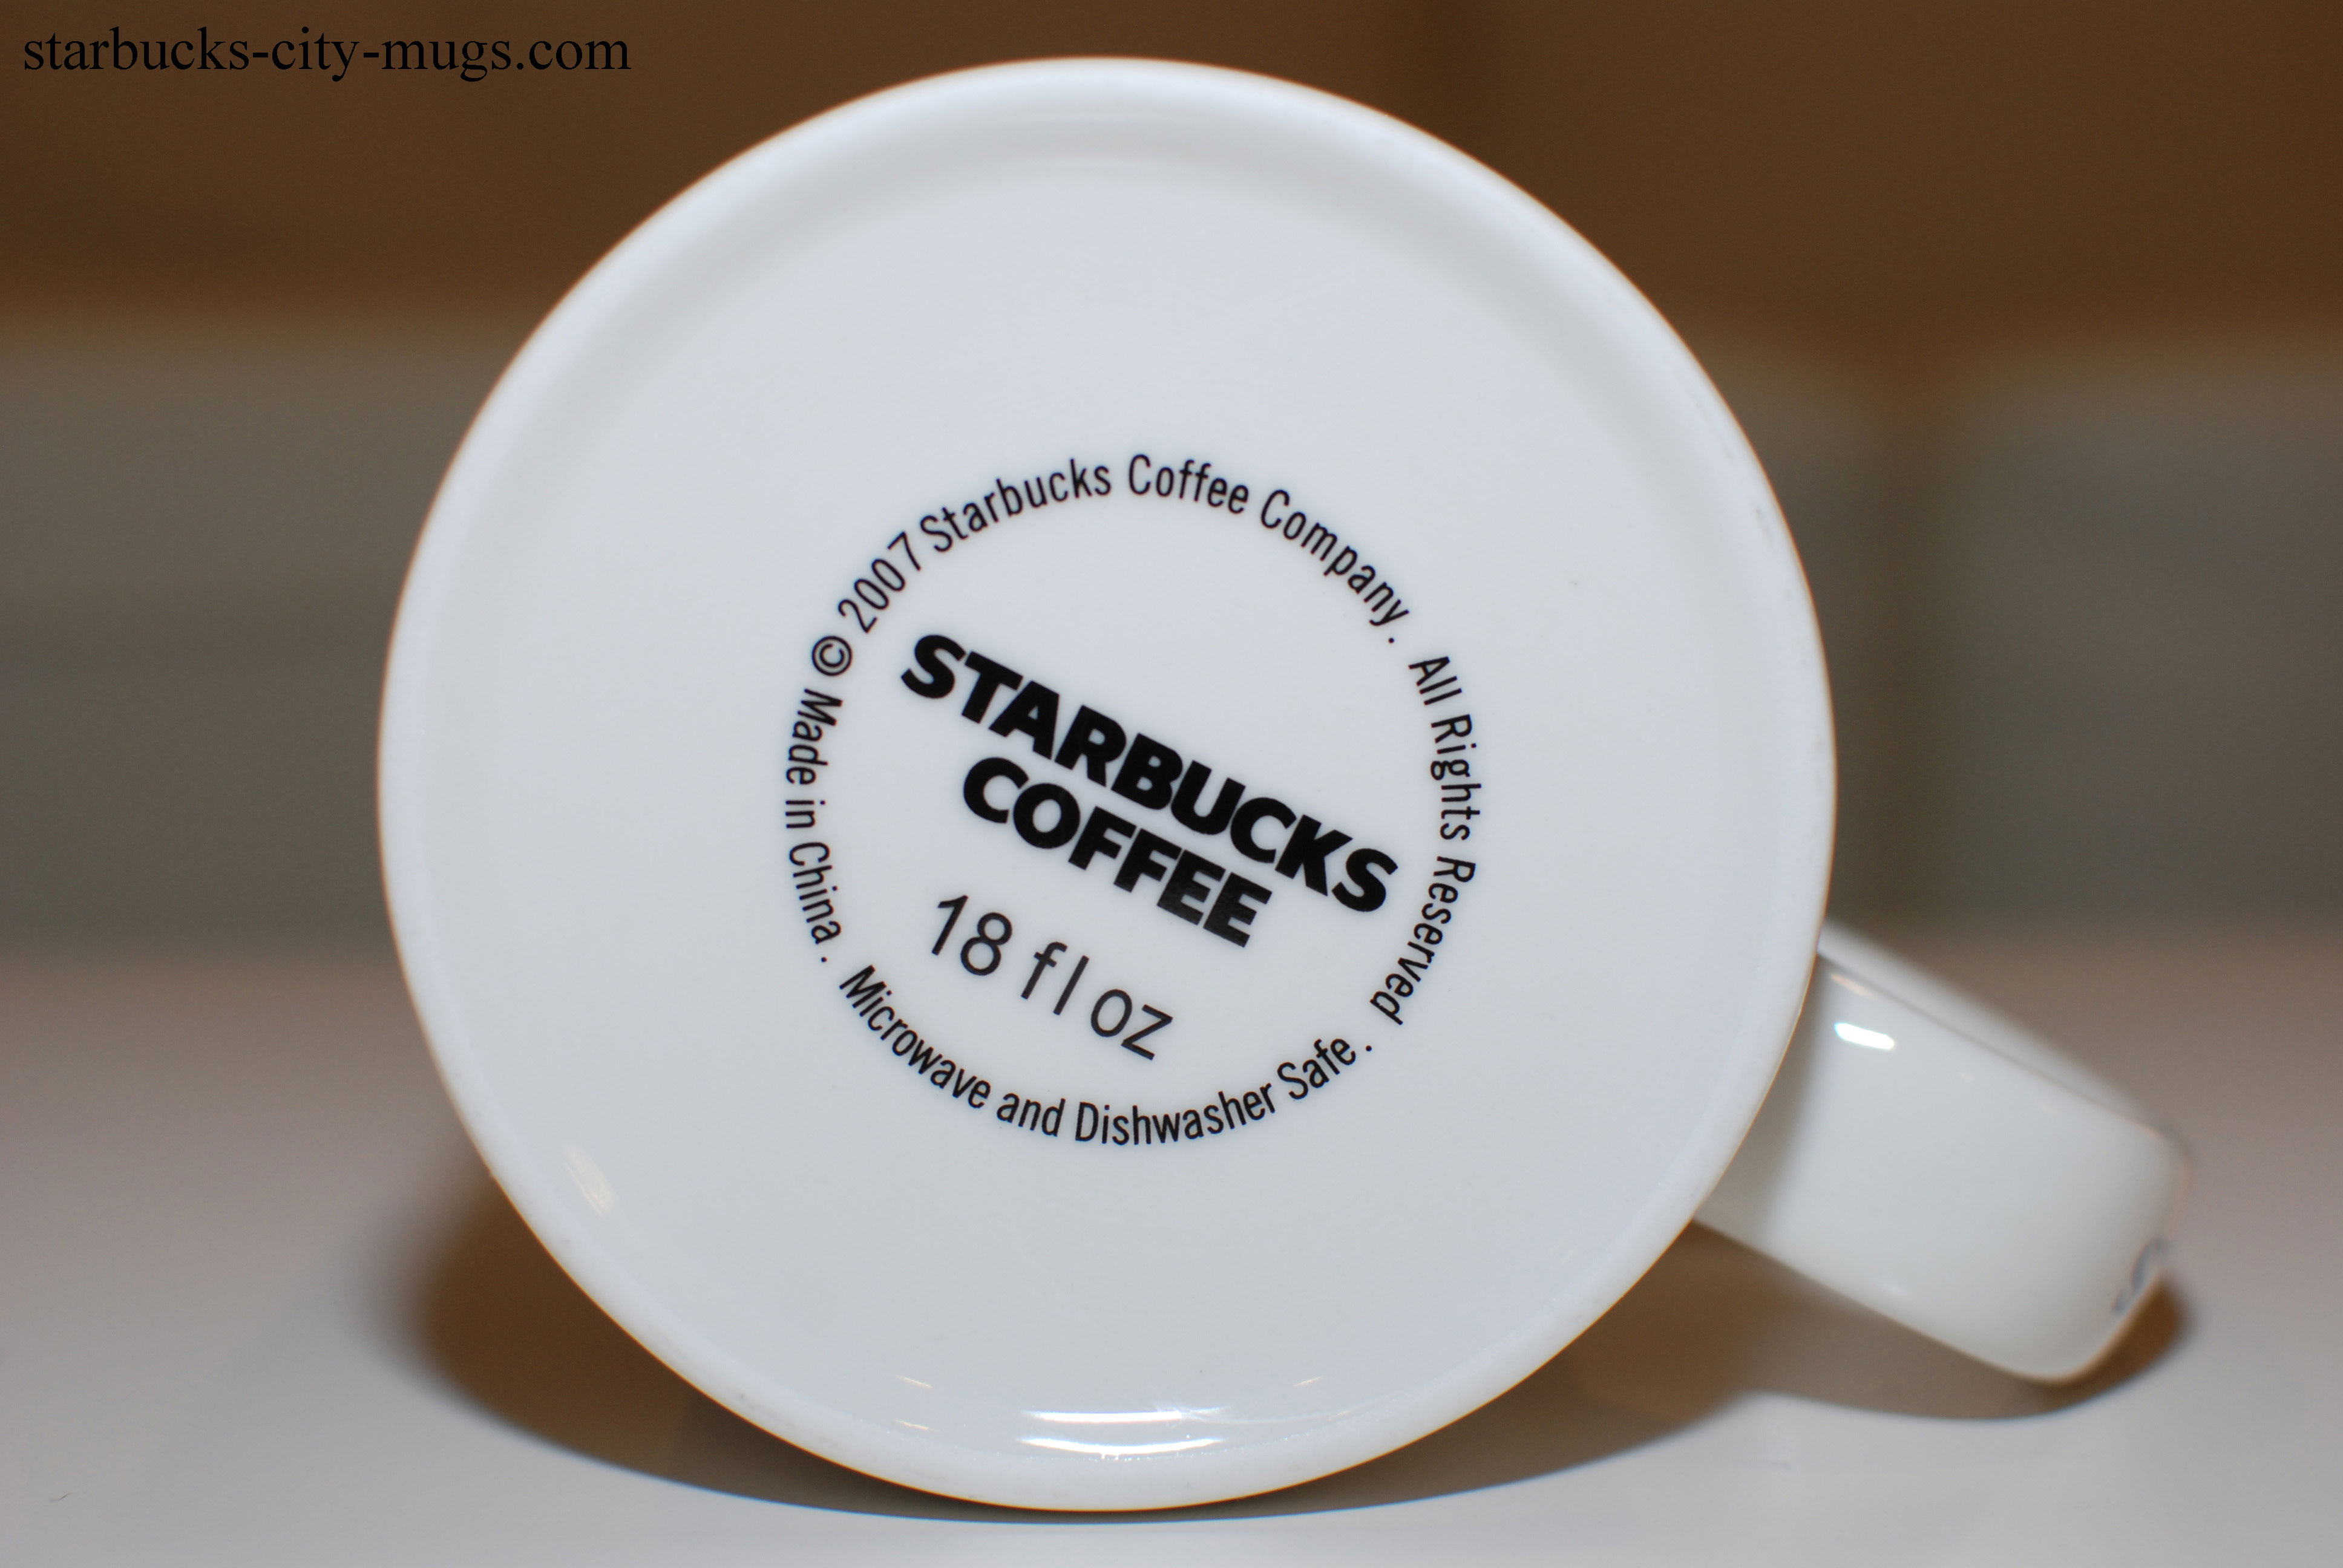 starbucks-city-mugs.com
© 2007 Starbucks Coffee Company. All Rights Reserved
STARBUCKS
COFFEE
18 fl oz
Made in China. Microwave and Dishwasher Safe.